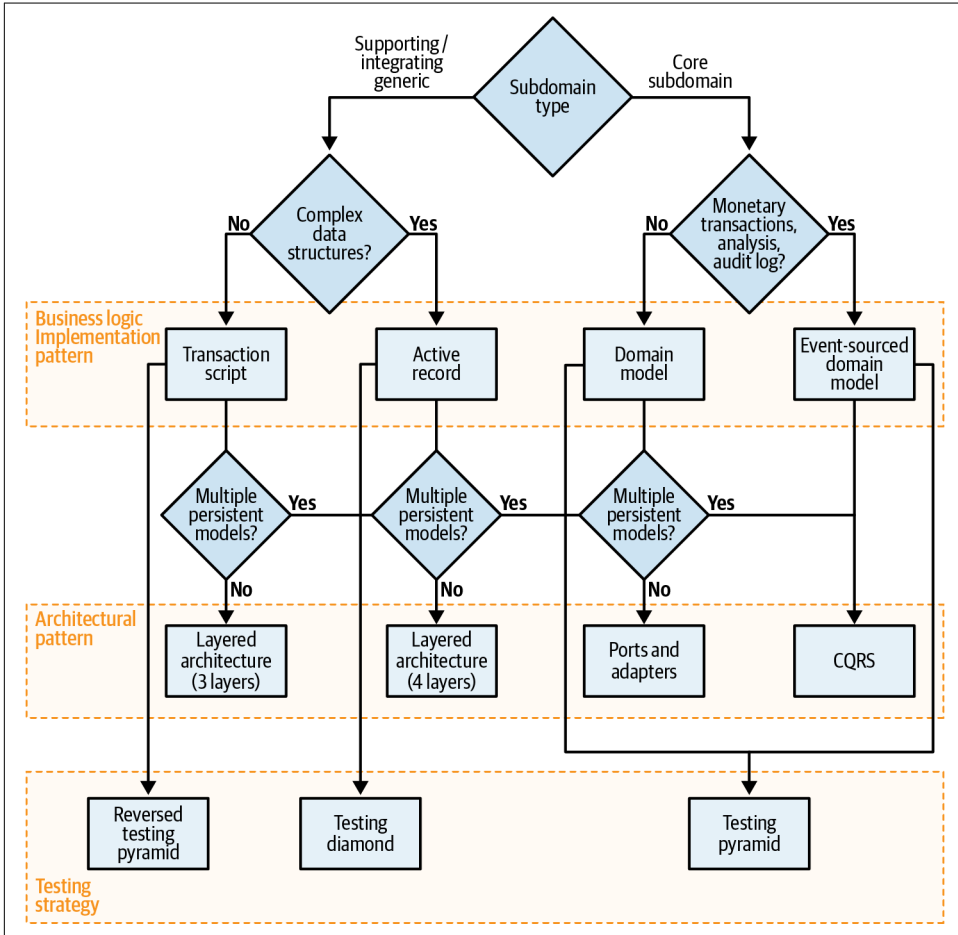 Supporting/
integrating
generic
Subdomain
type
Core
subdomain
No
Complex
data
structures?
Yes
No
Monetary
transactions,
analysis,
audit log?
Yes
Business logic
Implementation
pattern
Transaction
script
Active
record
Domain
model
Event-sourced
domain
model
Multiple
persistent
models?
Yes
Multiple
persistent
models?
Yes
Multiple
persistent
models?
Yes
No
No
No
Architectural
pattern
Layered
architecture
(3 layers)
Layered
architecture
(4 layers)
Ports and
adapters
CQRS
Reversed
testing
pyramid
Testing
diamond
Testing
pyramid
Testing
strategy